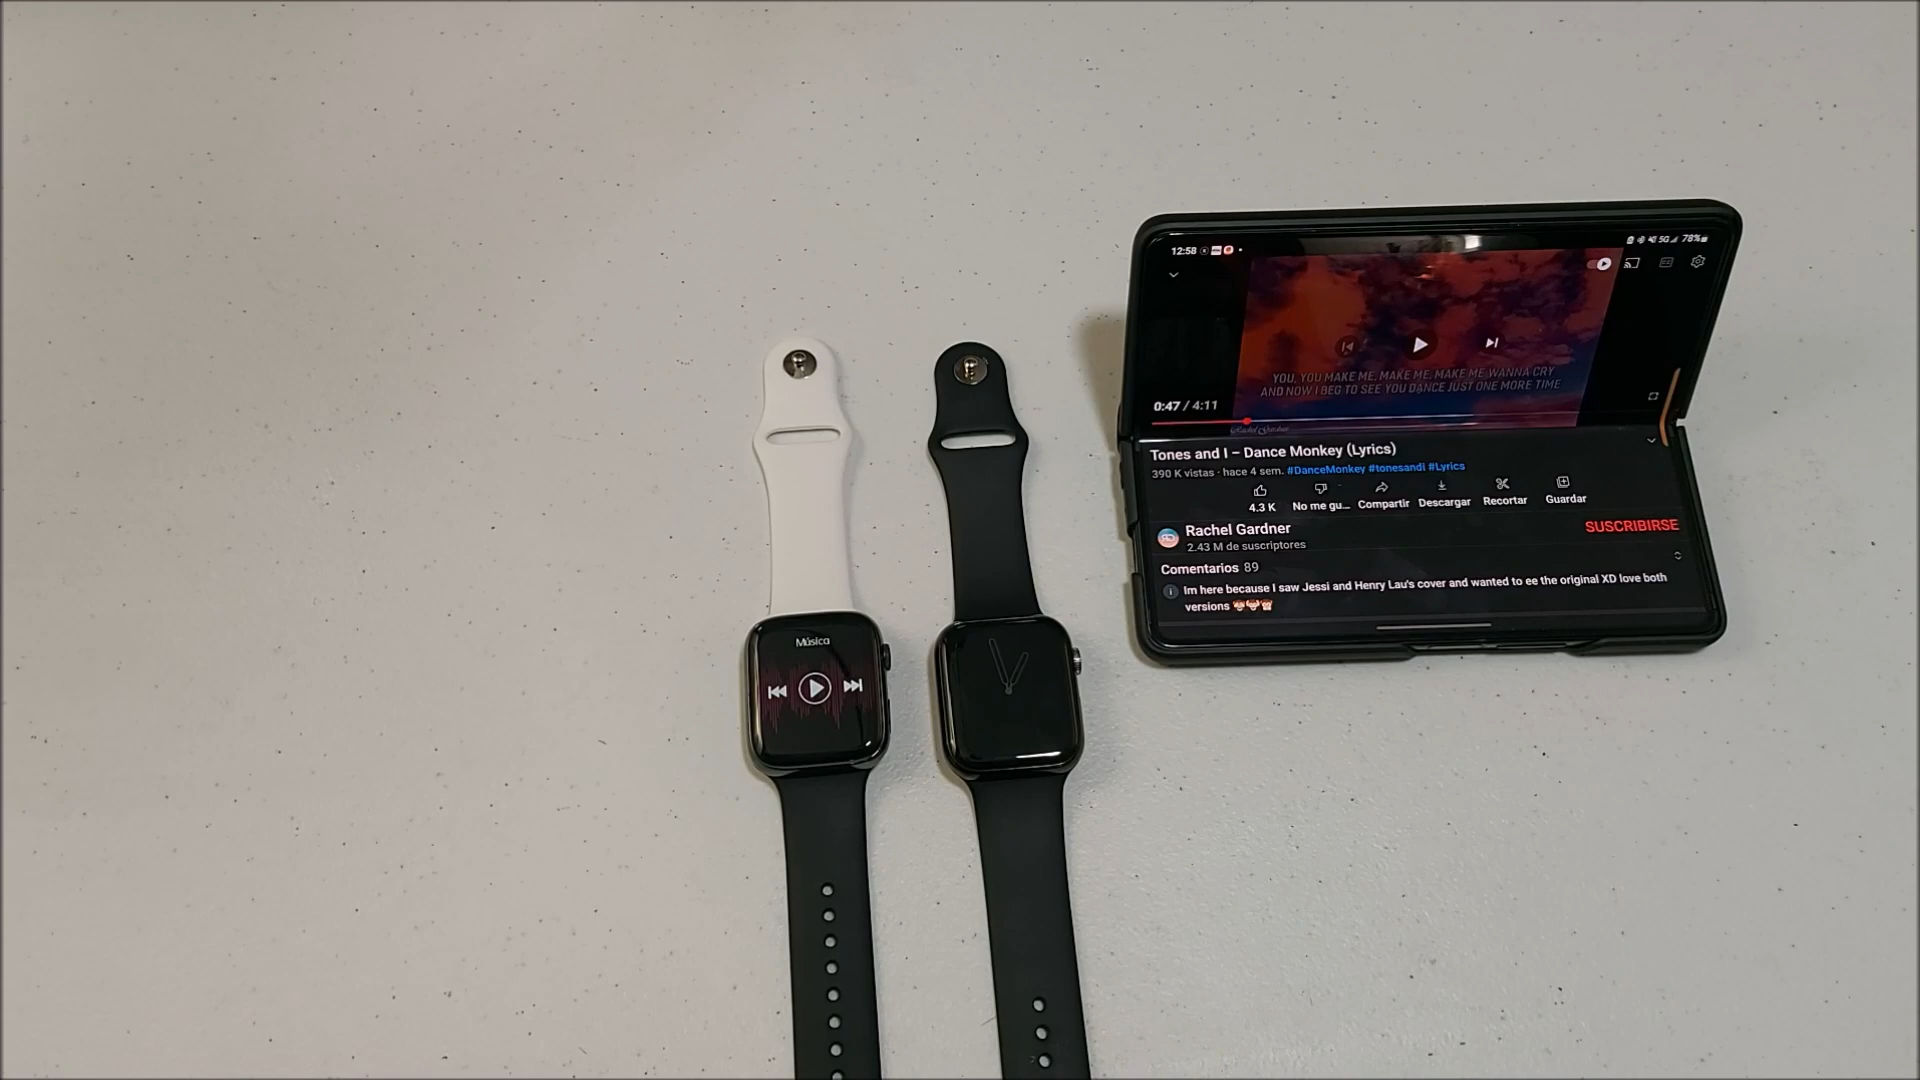 12:58
5G 78%
YOU, YOU MAKE ME, MAKE ME, MAKE ME WANNA CRY
AND NOW I BEG TO SEE YOU DANCE JUST ONE MORE TIME
0:47 / 4:11
Rachel Gardner
Tones and I – Dance Monkey (Lyrics)
390 K vistas · hace 4 sem. #DanceMonkey #tonesandi #Lyrics
4.3 K No me gu... Compartir Descargar Recortar Guardar
Rachel Gardner
SUSCRIBIRSE
2.43 M de suscriptores
Comentarios 89
Im here because I saw Jessi and Henry Lau's cover and wanted to ee the original XD love both
versions
Música